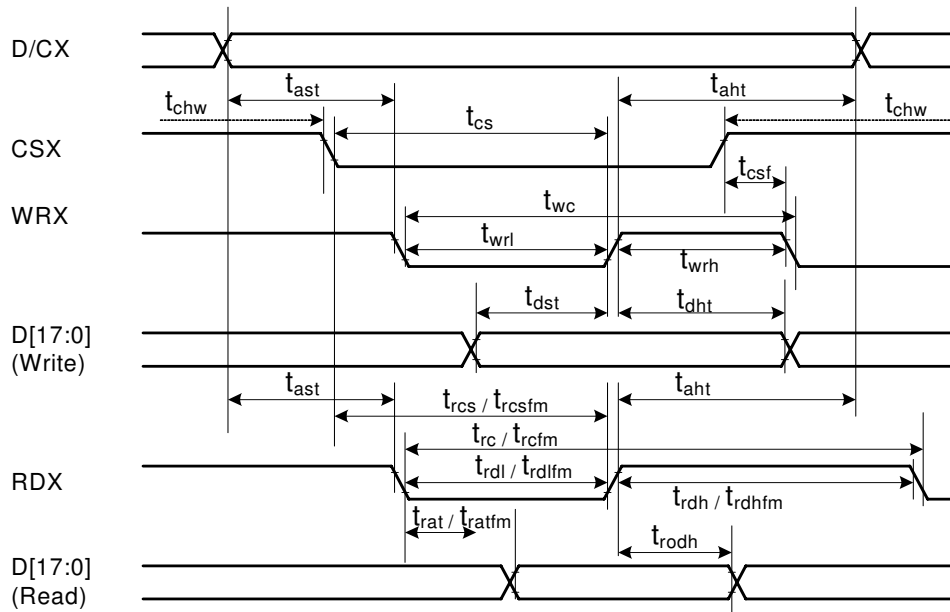 D/CX
t_ast t_aht
t_chw t_chw
t_cs
CSX
t_csf
WRX
t_wc
t_wrl t_wrh
t_dst t_dht
D[17:0]
(Write)
t_ast t_aht
t_rcs / t_rcsfm
t_rc / t_rcfm
RDX
t_rdl / t_rdlfm
t_rdh / t_rdhfm
t_rat / t_ratfm
t_rodh
D[17:0]
(Read)